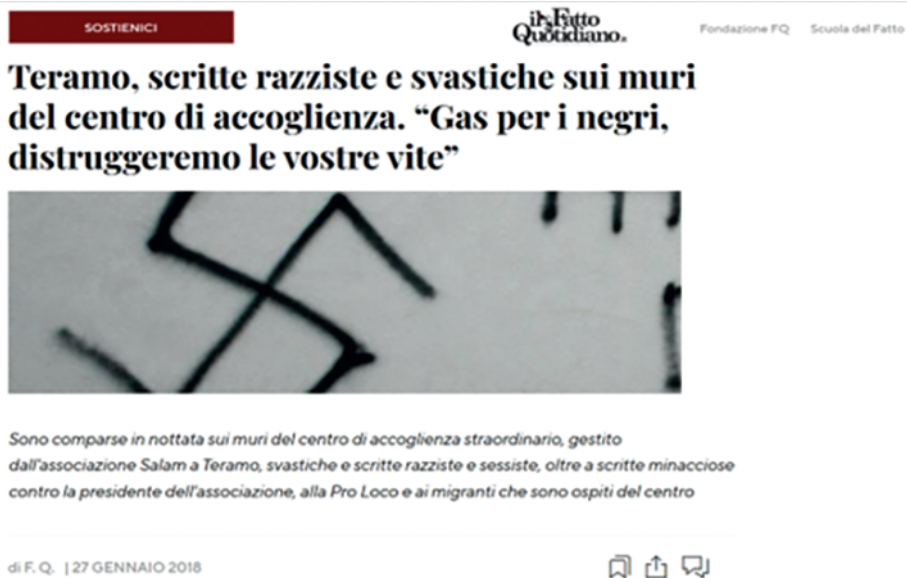 SOSTIENICI
il Fatto
Quotidiano.
Fondazione FQ
Scuola del Fatto
Teramo, scritte razziste e svastiche sui muri
del centro di accoglienza. “Gas per i negri,
distruggeremo le vostre vite”
Sono comparse in nottata sui muri del centro di accoglienza straordinario, gestito
dall'associazione Salam a Teramo, svastiche e scritte razziste e sessiste, oltre a scritte minacciose
contro la presidente dell'associazione, alla Pro Loco e ai migranti che sono ospiti del centro
di F. Q. | 27 GENNAIO 2018